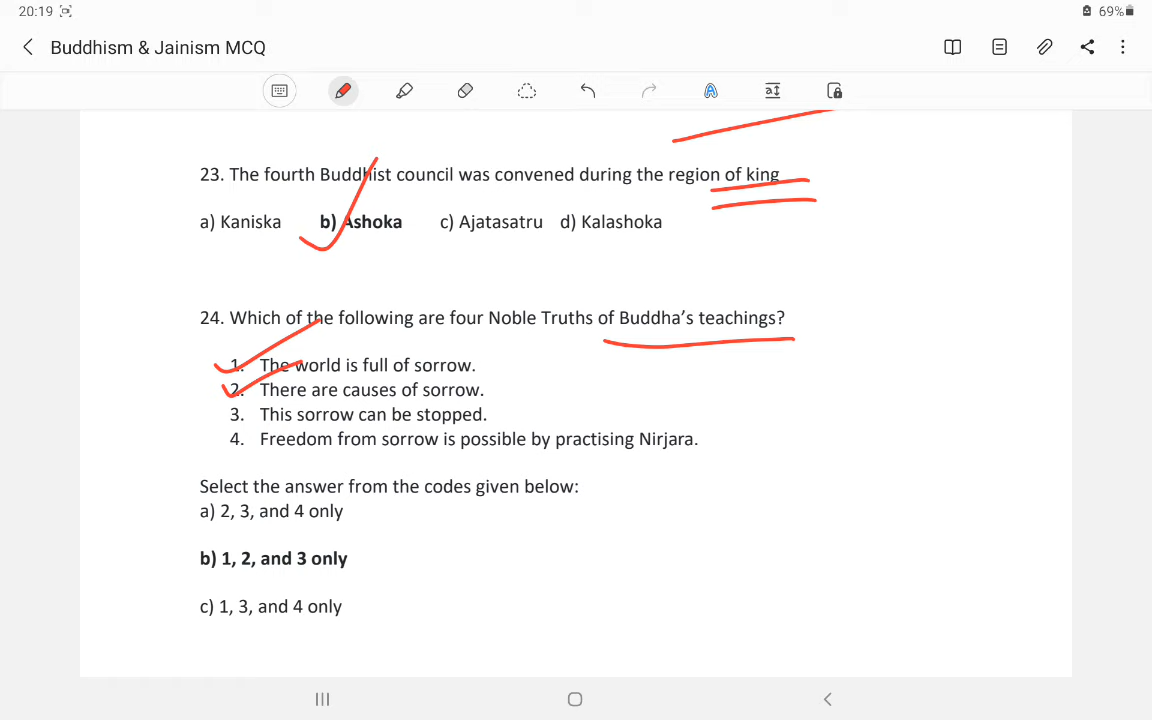 20:19 69%
Buddhism & Jainism MCQ
23. The fourth Buddhist council was convened during the region of king
a) Kaniska b) Ashoka c) Ajatasatru d) Kalashoka
24. Which of the following are four Noble Truths of Buddha's teachings?
1. The world is full of sorrow.
2. There are causes of sorrow.
3. This sorrow can be stopped.
4. Freedom from sorrow is possible by practising Nirjara.
Select the answer from the codes given below:
a) 2, 3, and 4 only
b) 1, 2, and 3 only
c) 1, 3, and 4 only